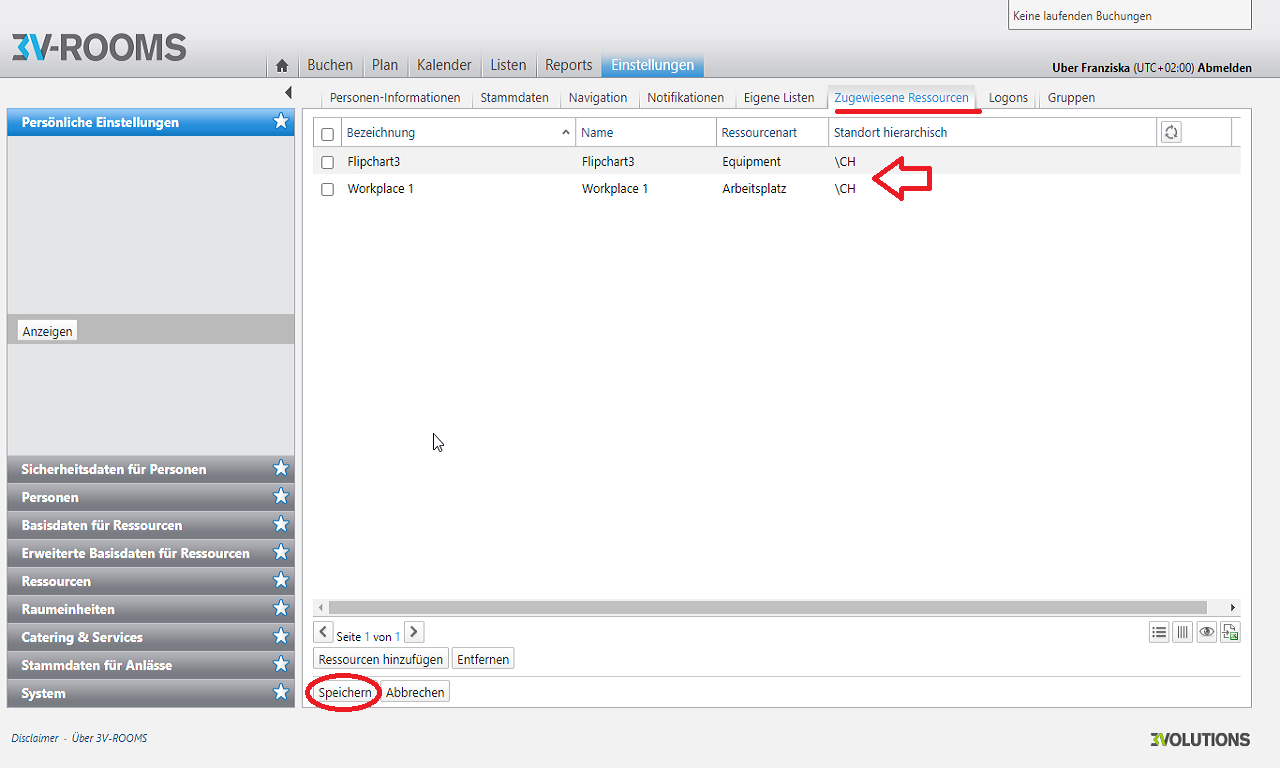 Keine laufenden Buchungen
3V-ROOMS
Buchen Plan Kalender Listen Reports Einstellungen
Uber Franziska (UTC+02:00) Abmelden
Personen-Informationen Stammdaten Navigation Notifikationen Eigene Listen Zugewiesene Ressourcen Logons Gruppen
Persönliche Einstellungen
Bezeichnung Name Ressourcenart Standort hierarchisch
Flipchart3 Flipchart3 Equipment \CH
Workplace 1 Workplace 1 Arbeitsplatz \CH
Anzeigen
Sicherheitsdaten für Personen
Personen
Basisdaten für Ressourcen
Erweiterte Basisdaten für Ressourcen
Ressourcen
Raumeinheiten
Catering & Services
Stammdaten für Anlässe
System
Seite 1 von 1
Ressourcen hinzufügen Entfernen
Speichern Abbrechen
Disclaimer - Über 3V-ROOMS
3VOLUTIONS